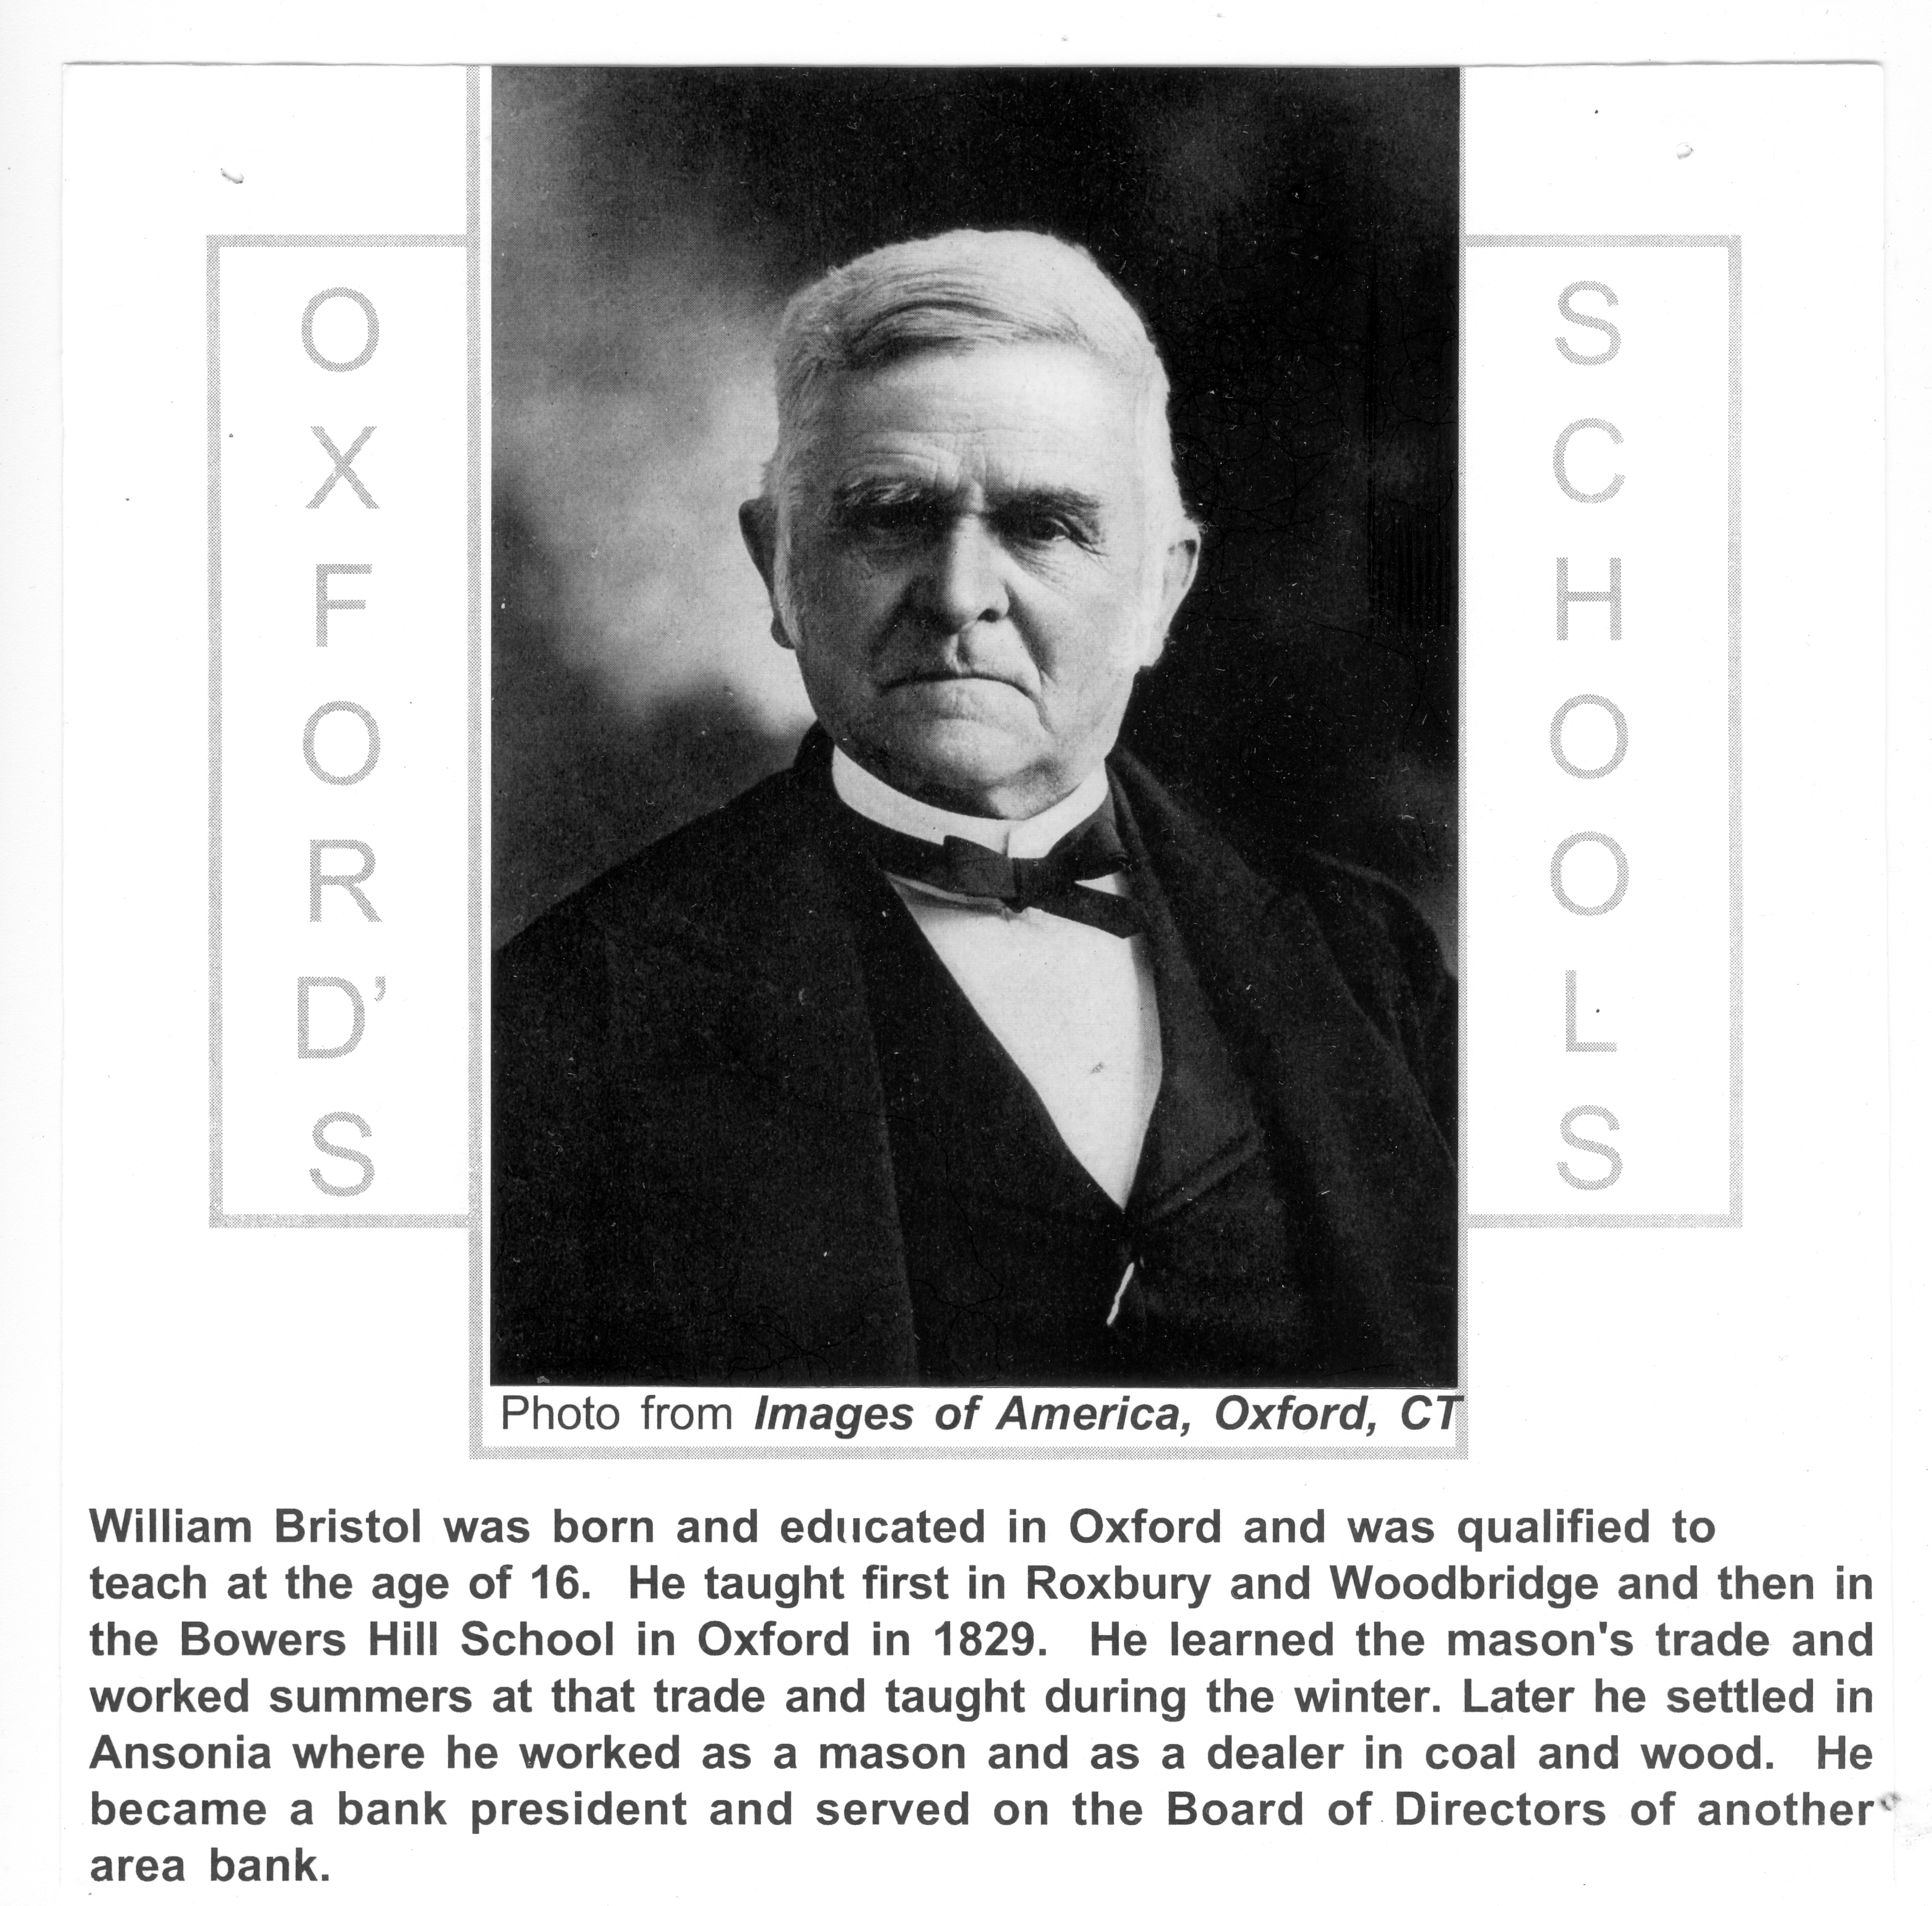 OXFORD'S
SCHOOLS
Photo from Images of America, Oxford, CT
William Bristol was born and educated in Oxford and was qualified to
teach at the age of 16. He taught first in Roxbury and Woodbridge and then in
the Bowers Hill School in Oxford in 1829. He learned the mason's trade and
worked summers at that trade and taught during the winter. Later he settled in
Ansonia where he worked as a mason and as a dealer in coal and wood. He
became a bank president and served on the Board of Directors of another
area bank.